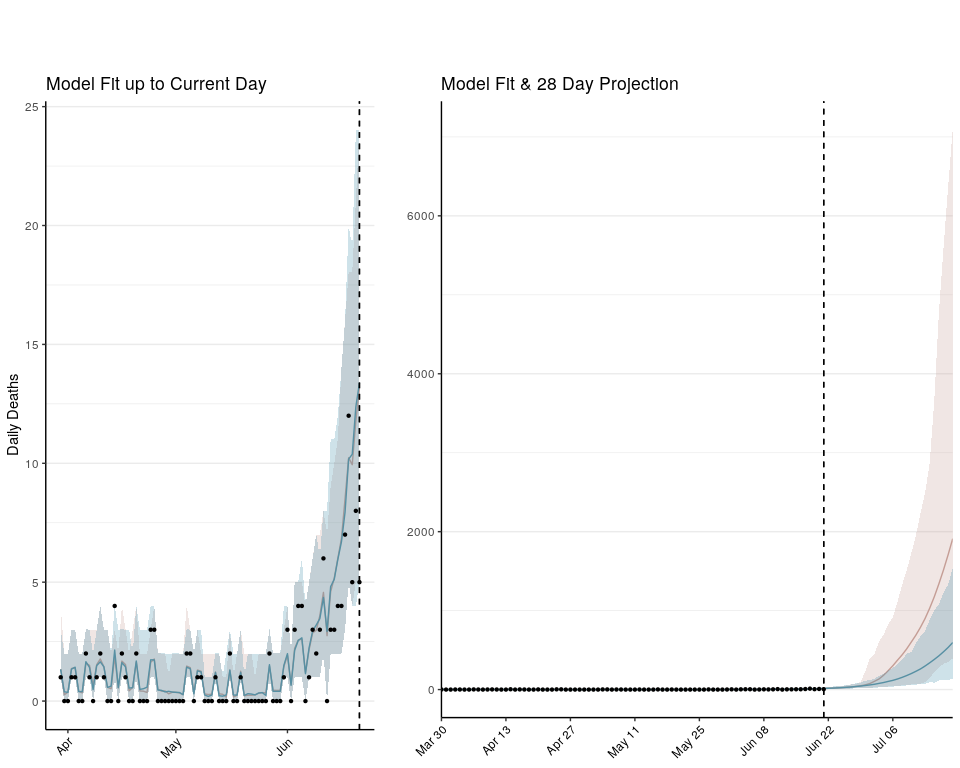 Model Fit up to Current Day
Daily Deaths
25
20
15
10
5
0
Apr
May
Jun
Model Fit & 28 Day Projection
6000
4000
2000
0
Mar 30
Apr 13
Apr 27
May 11
May 25
Jun 08
Jun 22
Jul 06